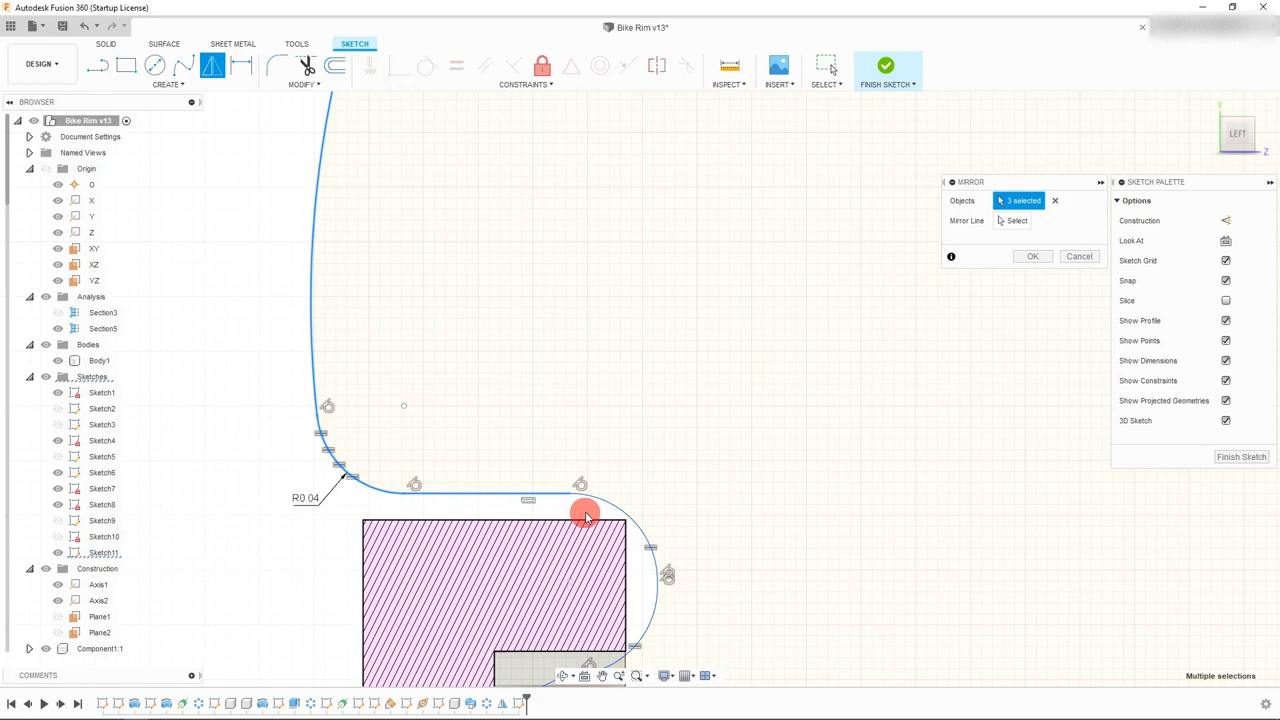 Autodesk Fusion 360 (Startup License)
Bike Rim v13*
SOLID SURFACE SHEET METAL TOOLS SKETCH
DESIGN
CREATE MODIFY CONSTRAINTS INSPECT INSERT SELECT FINISH SKETCH
BROWSER
Bike Rim v13
Document Settings
Named Views
Origin
O
X
Y
Z
XY
XZ
YZ
Analysis
Section3
Section5
Bodies
Body1
Sketches
Sketch1
Sketch2
Sketch3
Sketch4
Sketch5
Sketch6
Sketch7
Sketch8
Sketch9
Sketch10
Sketch11
Construction
Axis1
Axis2
Plane1
Plane2
Component1:1
COMMENTS
R0.04
Y
LEFT
Z
MIRROR
Objects 3 selected
Mirror Line Select
OK Cancel
SKETCH PALETTE
Options
Construction
Look At
Sketch Grid
Snap
Slice
Show Profile
Show Points
Show Dimensions
Show Constraints
Show Projected Geometries
3D Sketch
Finish Sketch
Multiple selections